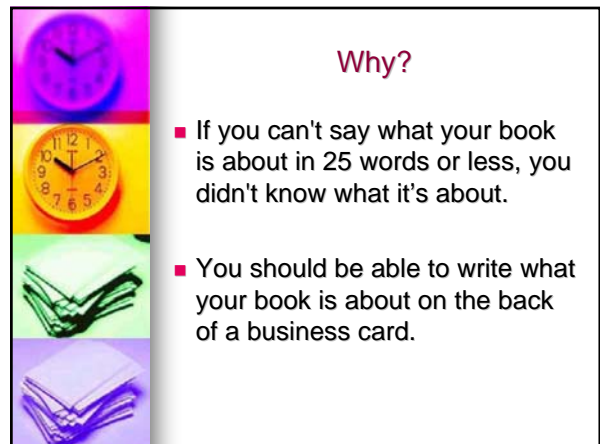 Why?
If you can't say what your book
is about in 25 words or less, you
didn't know what it’s about.
You should be able to write what
your book is about on the back
of a business card.